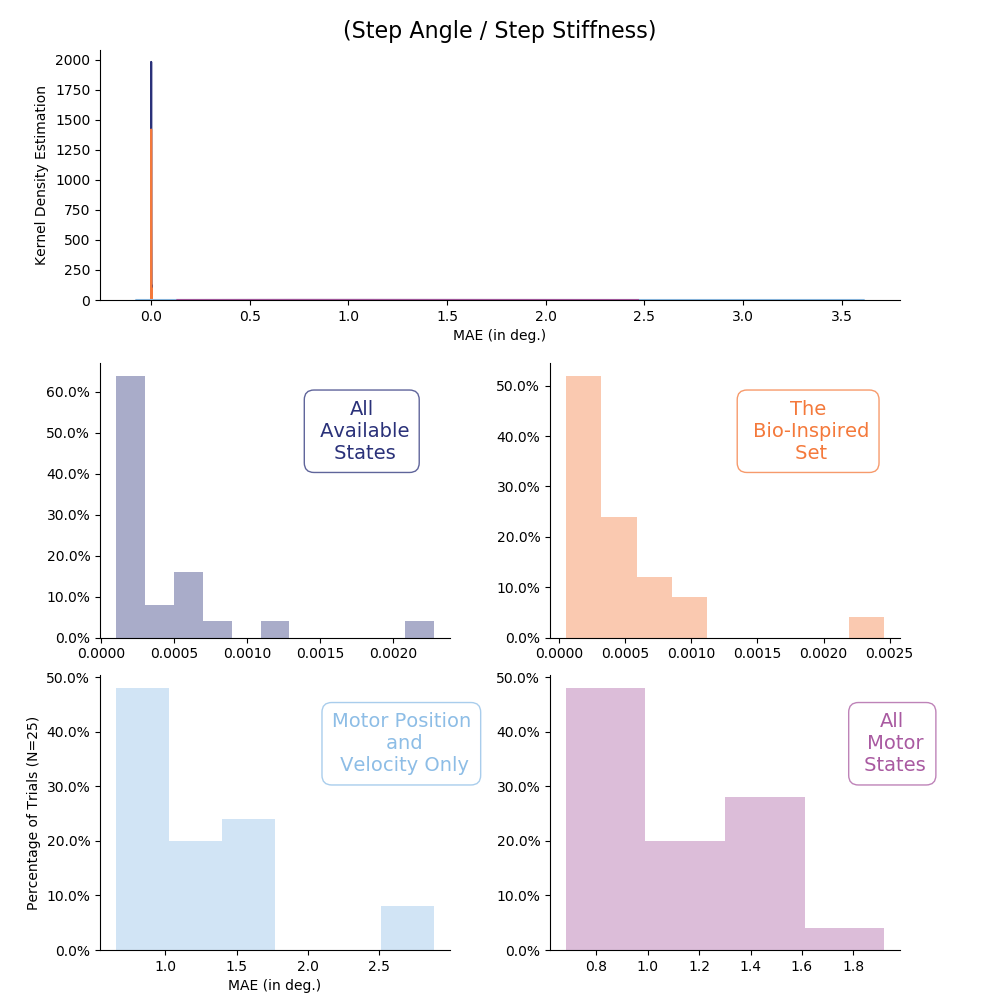 (Step Angle / Step Stiffness)
Kernel Density Estimation
2000
1750
1500
1250
1000
750
500
250
0
0.0 0.5 1.0 1.5 2.0 2.5 3.0 3.5
MAE (in deg.)
60.0%
50.0%
40.0%
30.0%
20.0%
10.0%
0.0%
All
Available
States
0.0000 0.0005 0.0010 0.0015 0.0020
50.0%
40.0%
30.0%
20.0%
10.0%
0.0%
The
Bio-Inspired
Set
0.0000 0.0005 0.0010 0.0015 0.0020 0.0025
Percentage of Trials (N=25)
50.0%
40.0%
30.0%
20.0%
10.0%
0.0%
Motor Position
and
Velocity Only
1.0 1.5 2.0 2.5
MAE (in deg.)
50.0%
40.0%
30.0%
20.0%
10.0%
0.0%
All
Motor
States
0.8 1.0 1.2 1.4 1.6 1.8